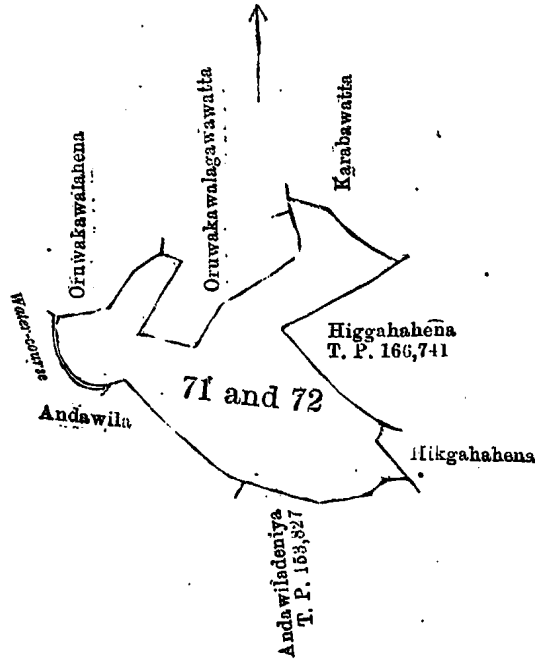 Oruwakawalahena
Oruwakawalagawawatta
Karabawatta
Water-course
Higgahahena
T. P. 166,741
71 and 72
Andawila
Hikgahahena
Andawiladeniya
T. P. 153,827